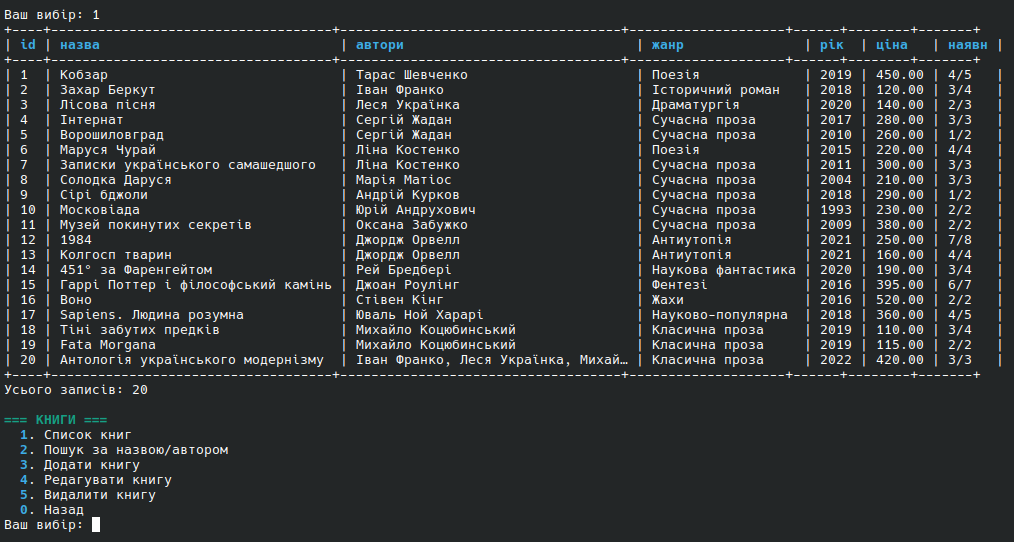 Ваш вибір: 1
+----+-----------------------------------+-----------------------------------+--------------------+------+--------+-------+
| id | назва | автори | жанр | рік | ціна | наявн |
+----+-----------------------------------+-----------------------------------+--------------------+------+--------+-------+
| 1 | Кобзар | Тарас Шевченко | Поезія | 2019 | 450.00 | 4/5 |
| 2 | Захар Беркут | Іван Франко | Історичний роман | 2018 | 120.00 | 3/4 |
| 3 | Лісова пісня | Леся Українка | Драматургія | 2020 | 140.00 | 2/3 |
| 4 | Інтернат | Сергій Жадан | Сучасна проза | 2017 | 280.00 | 3/3 |
| 5 | Ворошиловград | Сергій Жадан | Сучасна проза | 2010 | 260.00 | 1/2 |
| 6 | Маруся Чурай | Ліна Костенко | Поезія | 2015 | 220.00 | 4/4 |
| 7 | Записки українського самашедшого | Ліна Костенко | Сучасна проза | 2011 | 300.00 | 3/3 |
| 8 | Солодка Даруся | Марія Матіос | Сучасна проза | 2004 | 210.00 | 3/3 |
| 9 | Сірі бджоли | Андрій Курков | Сучасна проза | 2018 | 290.00 | 1/2 |
| 10 | Московіада | Юрій Андрухович | Сучасна проза | 1993 | 230.00 | 2/2 |
| 11 | Музей покинутих секретів | Оксана Забужко | Сучасна проза | 2009 | 380.00 | 2/2 |
| 12 | 1984 | Джордж Орвелл | Антиутопія | 2021 | 250.00 | 7/8 |
| 13 | Колгосп тварин | Джордж Орвелл | Антиутопія | 2021 | 160.00 | 4/4 |
| 14 | 451° за Фаренгейтом | Рей Бредбері | Наукова фантастика | 2020 | 190.00 | 3/4 |
| 15 | Гаррі Поттер і філософський камінь | Джоан Роулінг | Фентезі | 2016 | 395.00 | 6/7 |
| 16 | Воно | Стівен Кінг | Жахи | 2016 | 520.00 | 2/2 |
| 17 | Sapiens. Людина розумна | Юваль Ной Харарі | Науково-популярна | 2018 | 360.00 | 4/5 |
| 18 | Тіні забутих предків | Михайло Коцюбинський | Класична проза | 2019 | 110.00 | 3/4 |
| 19 | Fata Morgana | Михайло Коцюбинський | Класична проза | 2019 | 115.00 | 2/2 |
| 20 | Антологія українського модернізму | Іван Франко, Леся Українка, Михай… | Класична проза | 2022 | 420.00 | 3/3 |
+----+-----------------------------------+-----------------------------------+--------------------+------+--------+-------+
Усього записів: 20
=== КНИГИ ===
1. Список книг
2. Пошук за назвою/автором
3. Додати книгу
4. Редагувати книгу
5. Видалити книгу
0. Назад
Ваш вибір: